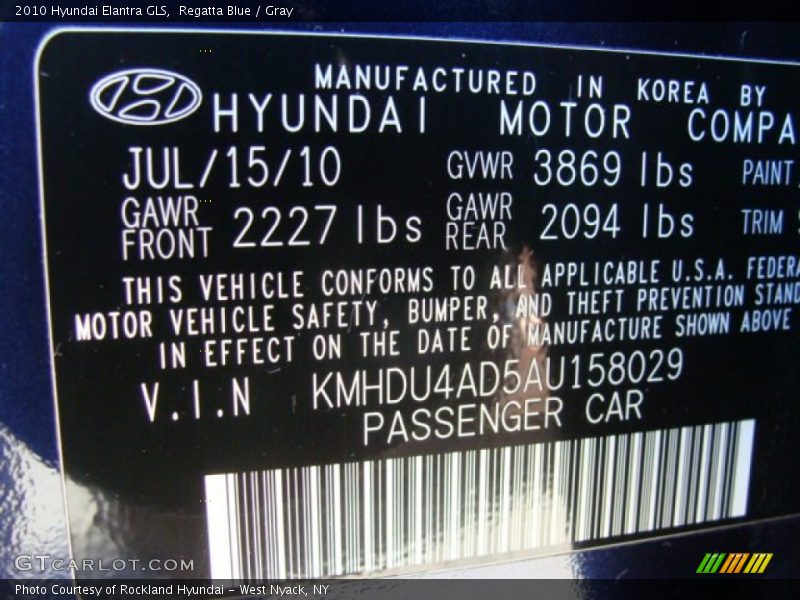 2010 Hyundai Elantra GLS, Regatta Blue / Gray
MANUFACTURED IN KOREA BY
HYUNDAI MOTOR COMPA
JUL/15/10 GVWR 3869 lbs PAINT
GAWR FRONT 2227 lbs GAWR REAR 2094 lbs TRIM
THIS VEHICLE CONFORMS TO ALL APPLICABLE U.S.A. FEDERA
MOTOR VEHICLE SAFETY, BUMPER, AND THEFT PREVENTION STAND
IN EFFECT ON THE DATE OF MANUFACTURE SHOWN ABOVE
V.I.N KMHDU4AD5AU158029
PASSENGER CAR
GTCARLOT.COM
Photo Courtesy of Rockland Hyundai - West Nyack, NY